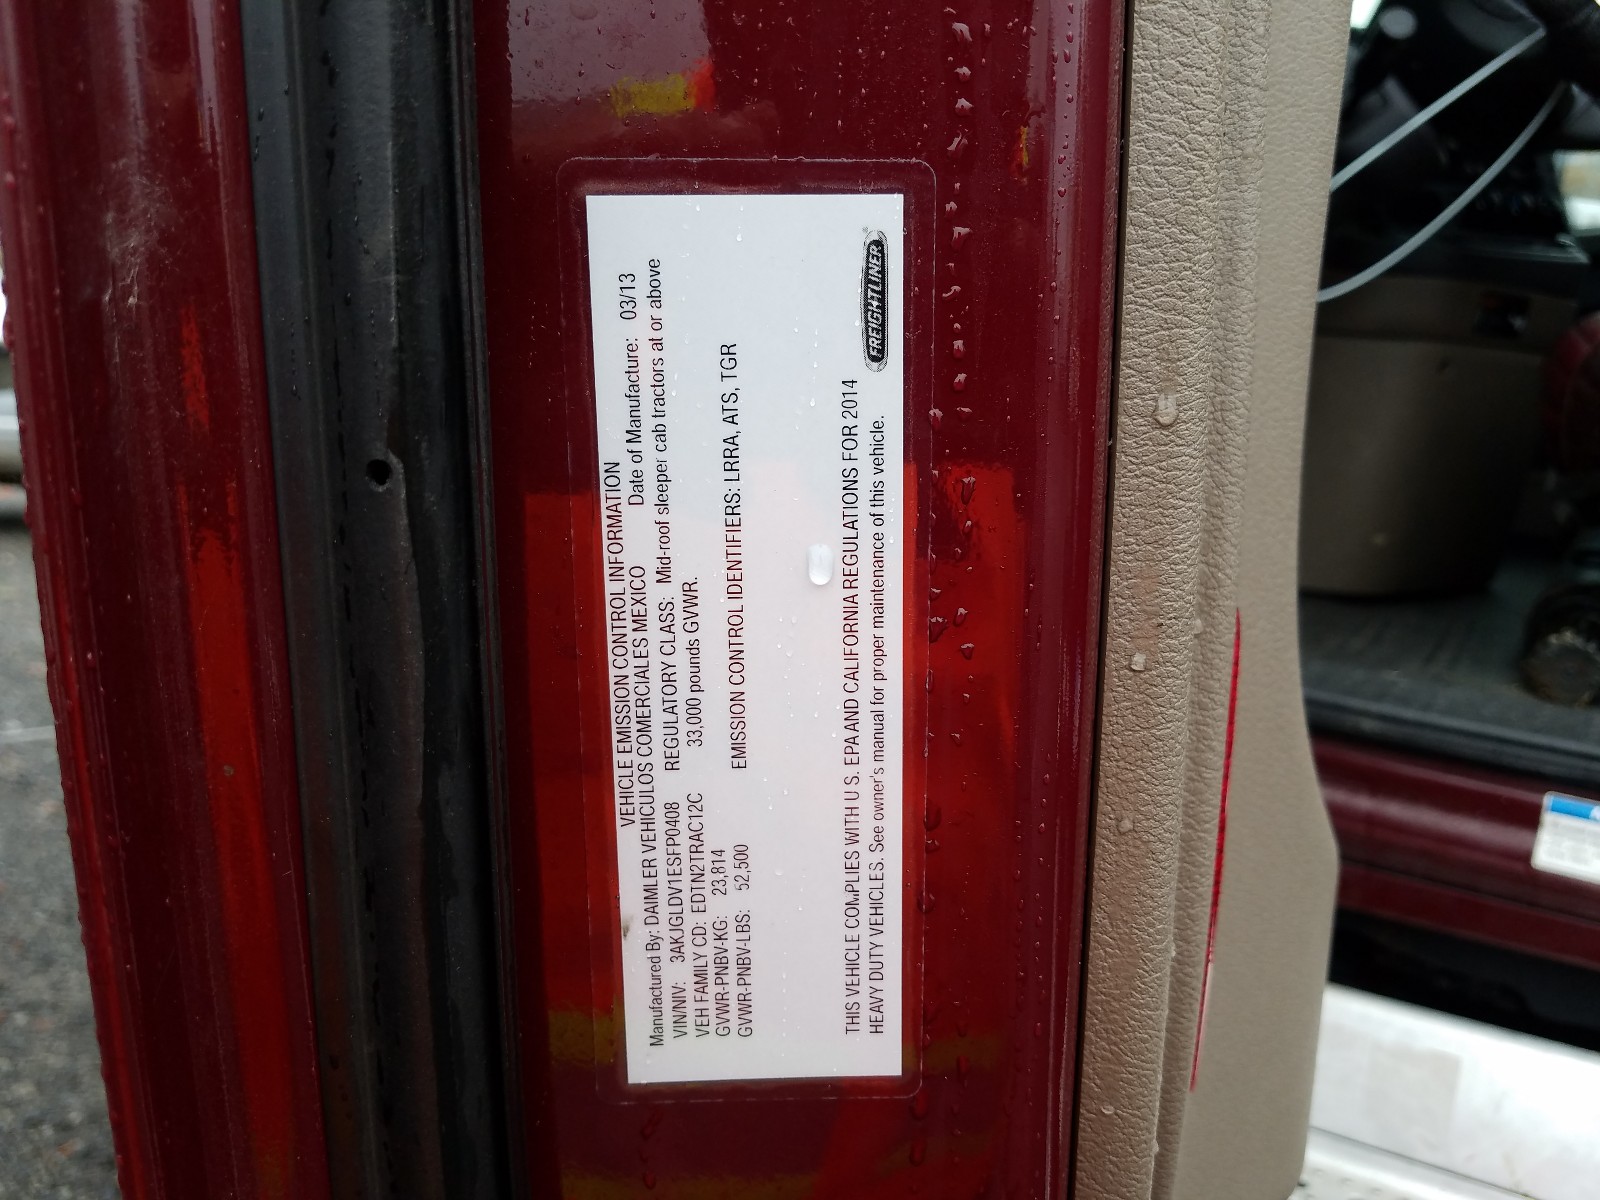 VEHICLE EMISSION CONTROL INFORMATION
Manufactured By: DAIMLER VEHICULOS COMERCIALES MEXICO Date of Manufacture: 03/13
VIN/NIV: 3AKJGLDV1ESFP0408 REGULATORY CLASS: Mid-roof sleeper cab tractors at or above
VEH FAMILY CD: EDTN2TRAC12C 33,000 pounds GVWR.
GVWR-PNBV-KG: 23,814
GVWR-PNBV-LBS: 52,500 EMISSION CONTROL IDENTIFIERS: LRRA, ATS, TGR
THIS VEHICLE COMPLIES WITH U S. EPA AND CALIFORNIA REGULATIONS FOR 2014
HEAVY DUTY VEHICLES. See owner's manual for proper maintenance of this vehicle.
FREIGHTLINER